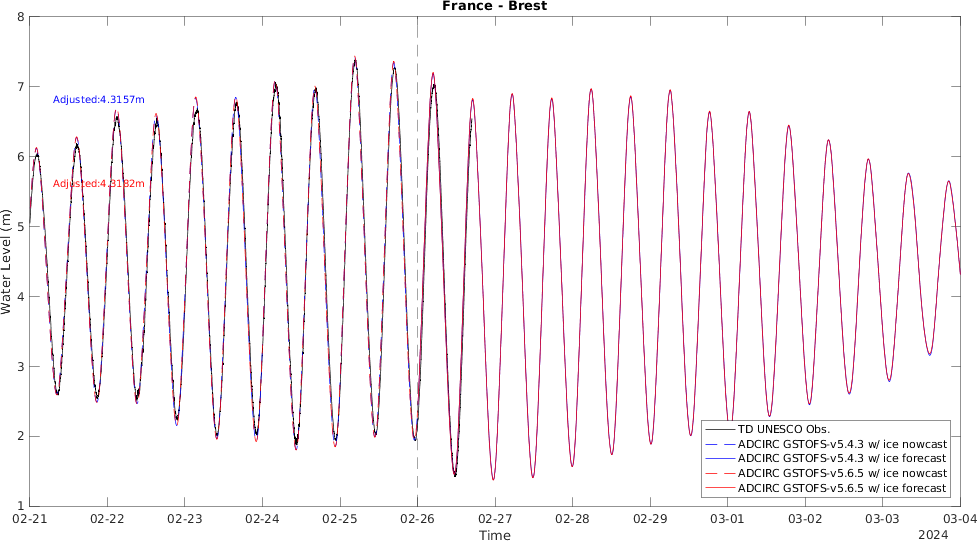 France - Brest
8
7
6
5
4
3
2
1
Water Level (m)
Adjusted:4.3157m
Adjusted:4.3182m
TD UNESCO Obs.
ADCIRC GSTOFS-v5.4.3 w/ ice nowcast
ADCIRC GSTOFS-v5.4.3 w/ ice forecast
ADCIRC GSTOFS-v5.6.5 w/ ice nowcast
ADCIRC GSTOFS-v5.6.5 w/ ice forecast
02-21 02-22 02-23 02-24 02-25 02-26 02-27 02-28 02-29 03-01 03-02 03-03 03-04
Time
2024